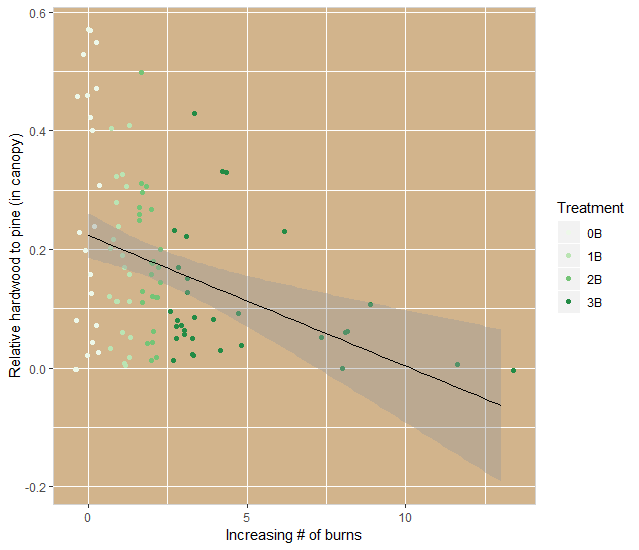 0.6
0.4
0.2
0.0
-0.2
Relative hardwood to pine (in canopy)
0
5
10
Increasing # of burns
Treatment
0B
1B
2B
3B